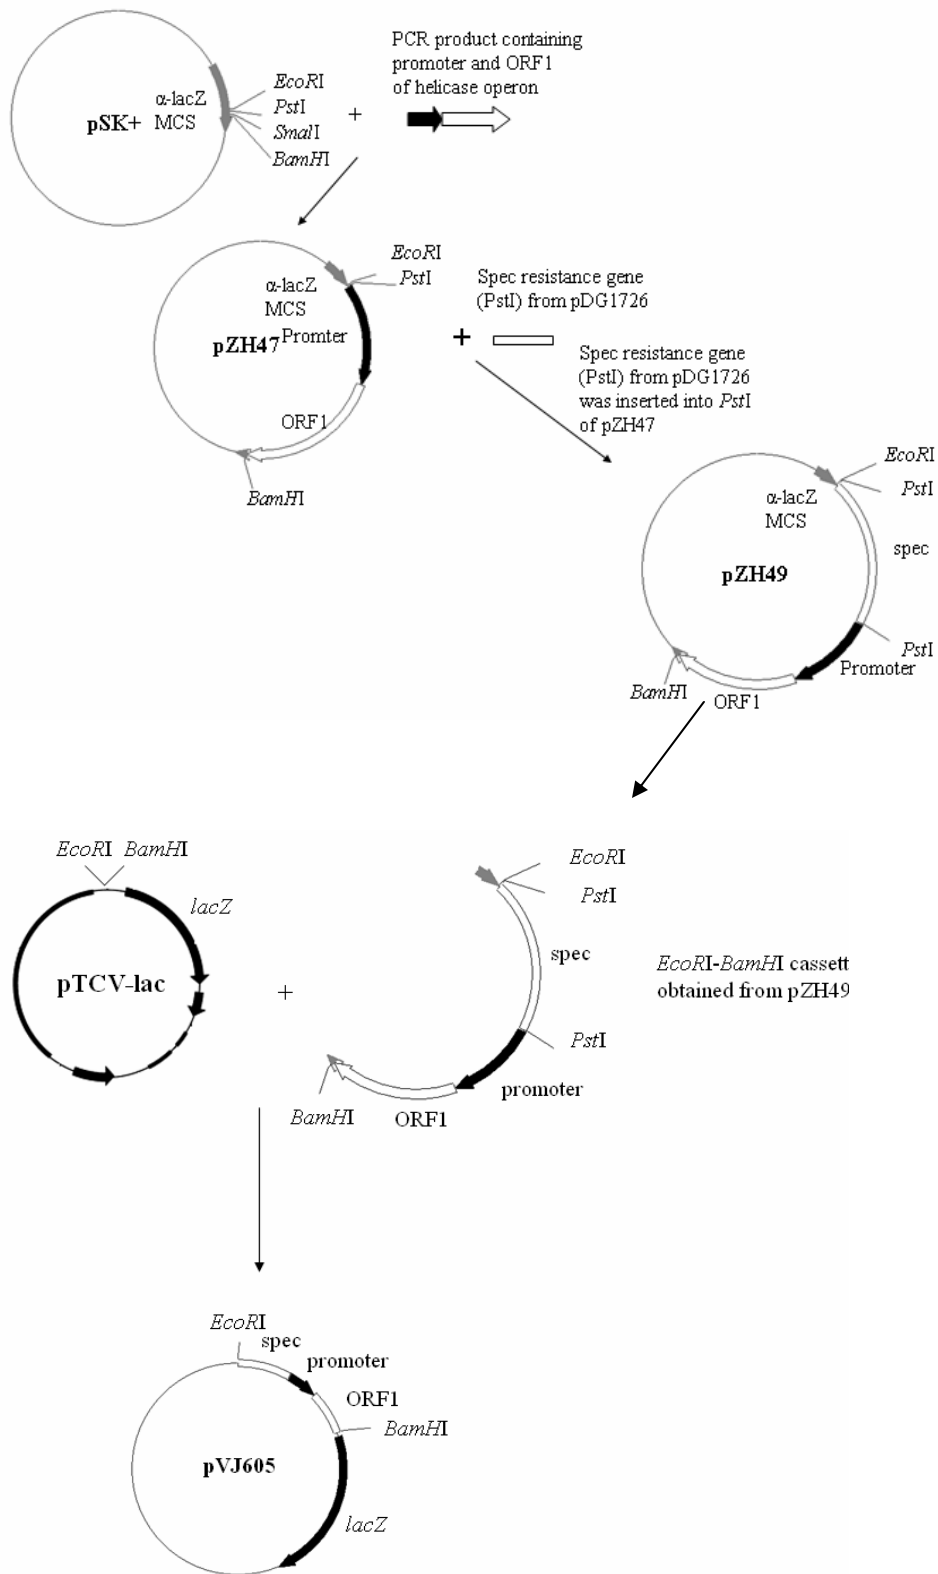 PCR product containing
promoter and ORF1
of helicase operon
α-lacZ
MCS
pSK+
EcoRI
PstI
SmalI
BamHI
+
EcoRI
PstI
α-lacZ
MCS
Promter
pZH47
ORF1
BamHI
+
Spec resistance gene
(PstI) from pDG1726
Spec resistance gene
(PstI) from pDG1726
was inserted into PstI
of pZH47
EcoRI
PstI
α-lacZ
MCS
spec
pZH49
PstI
Promoter
BamHI
ORF1
EcoRI BamHI
lacZ
pTCV-lac
+
EcoRI
PstI
spec
EcoRI-BamHI cassett
obtained from pZH49
PstI
promoter
BamHI
ORF1
EcoRI
spec
promoter
ORF1
BamHI
pVJ605
lacZ